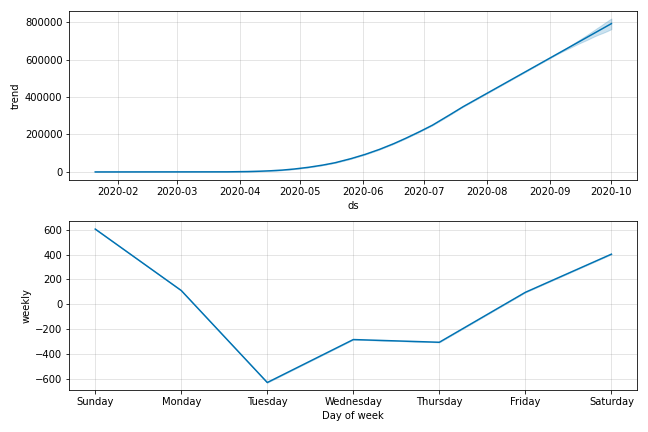 800000
600000
400000
200000
0
trend
2020-02 2020-03 2020-04 2020-05 2020-06 2020-07 2020-08 2020-09 2020-10
ds
600
400
200
0
−200
−400
−600
weekly
Sunday Monday Tuesday Wednesday Thursday Friday Saturday
Day of week